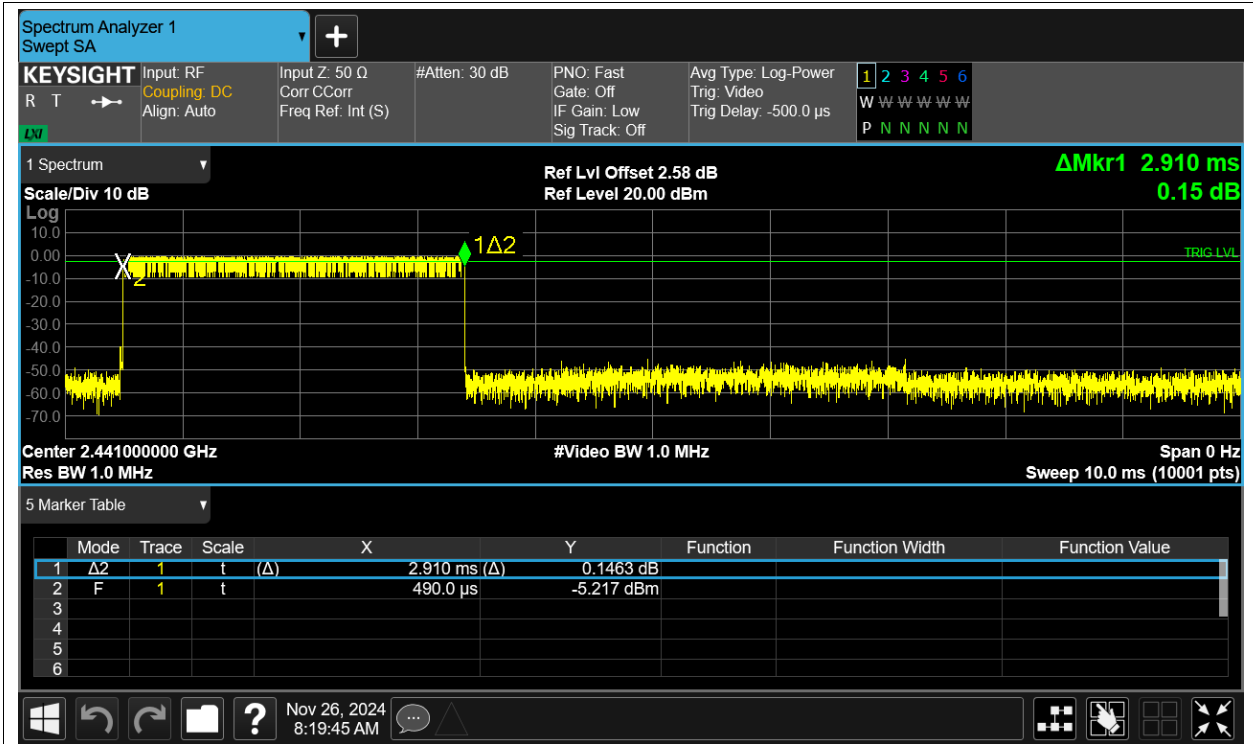 Spectrum Analyzer 1
Swept SA
KEYSIGHT Input: RF Input Z: 50 Ω #Atten: 30 dB PNO: Fast Avg Type: Log-Power 1 2 3 4 5 6
R T Coupling: DC Corr CCorr Gate: Off Trig: Video W W W W W W
Align: Auto Freq Ref: Int (S) IF Gain: Low Trig Delay: -500.0 μs
LXI Sig Track: Off P N N N N N
1 Spectrum Ref Lvl Offset 2.58 dB ΔMkr1 2.910 ms
Scale/Div 10 dB Ref Level 20.00 dBm 0.15 dB
Log
10.0
1Δ2
0.00 TRIG LVL
2
-10.0
-20.0
-30.0
-40.0
-50.0
-60.0
-70.0
Center 2.441000000 GHz #Video BW 1.0 MHz Span 0 Hz
Res BW 1.0 MHz Sweep 10.0 ms (10001 pts)
5 Marker Table
Mode Trace Scale X Y Function Function Width Function Value
1 Δ2 1 t (Δ) 2.910 ms (Δ) 0.1463 dB
2 F 1 t 490.0 μs -5.217 dBm
3
4
5
6
? Nov 26, 2024
8:19:45 AM